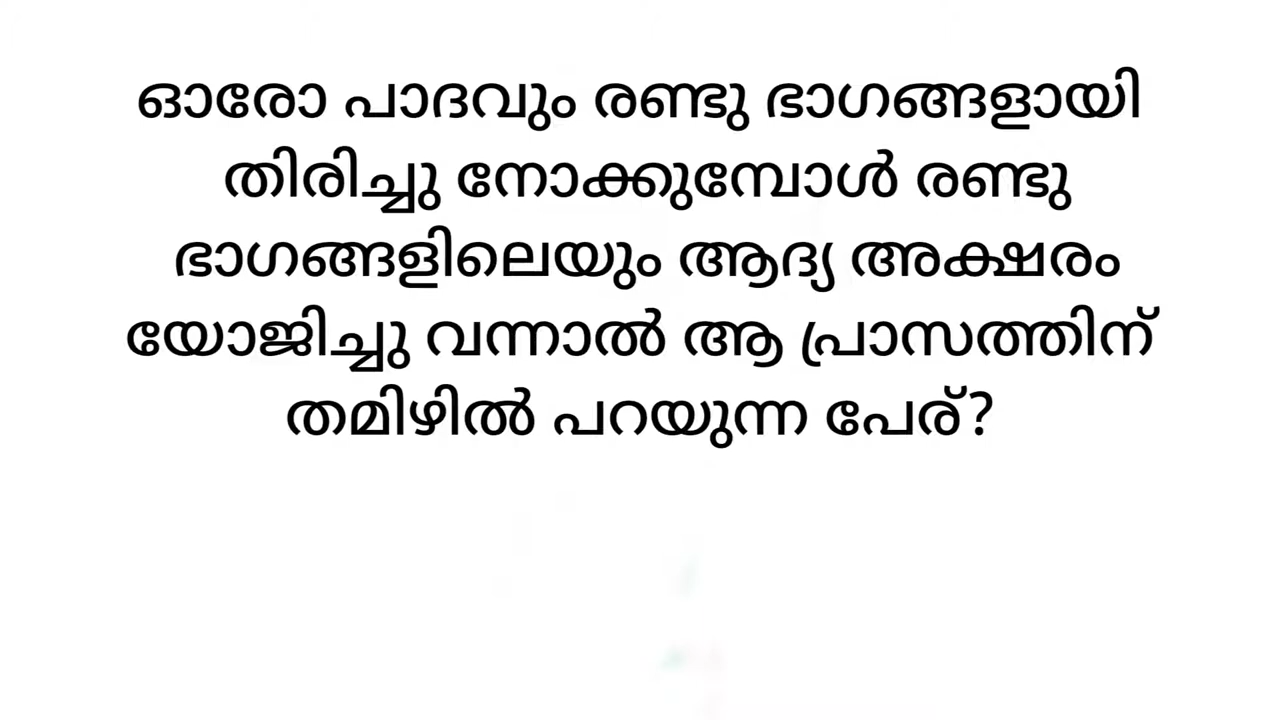 ഓരോ പാദവും രണ്ടു ഭാഗങ്ങളായി
തിരിച്ചു നോക്കുമ്പോൾ രണ്ടു
ഭാഗങ്ങളിലെയും ആദ്യ അക്ഷരം
യോജിച്ചു വന്നാൽ ആ പ്രാസത്തിന്
തമിഴിൽ പറയുന്ന പേര്?